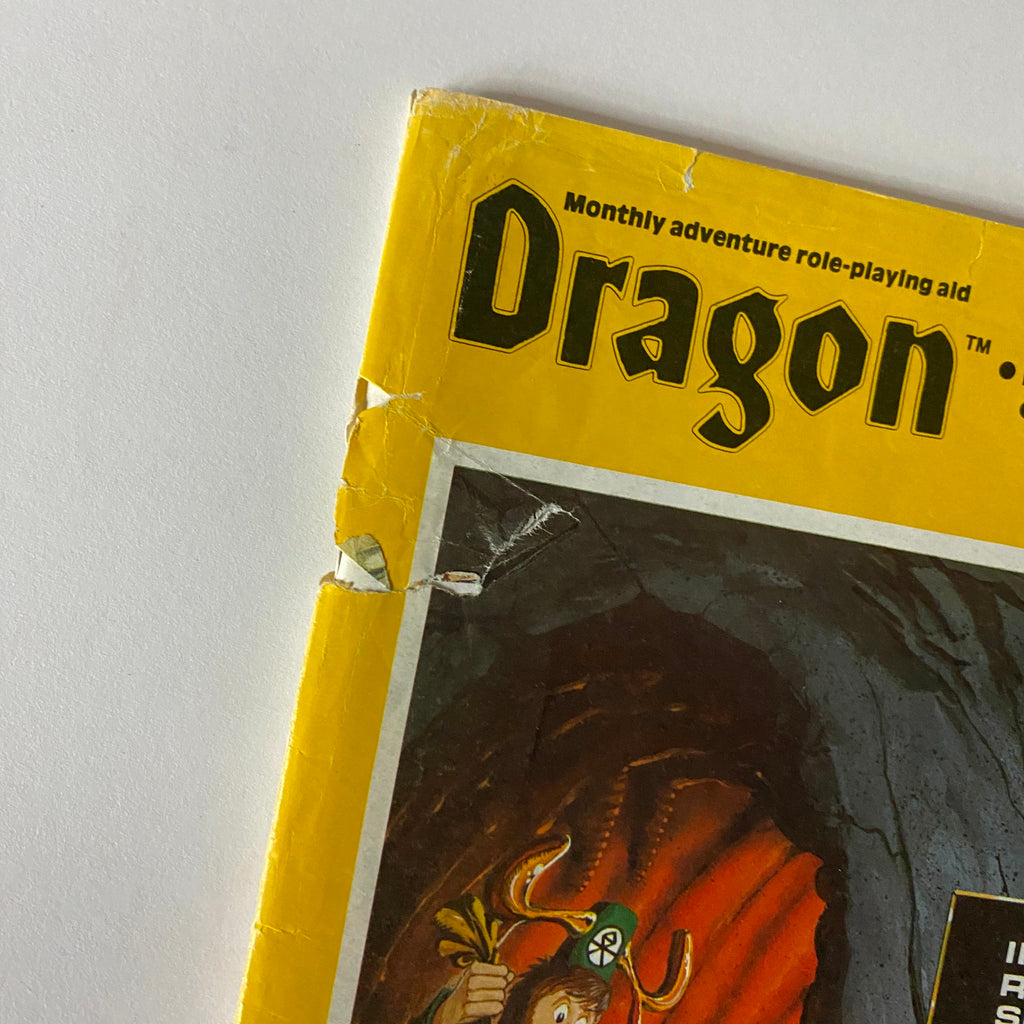 Monthly adventure role-playing aid
Dragon™ •